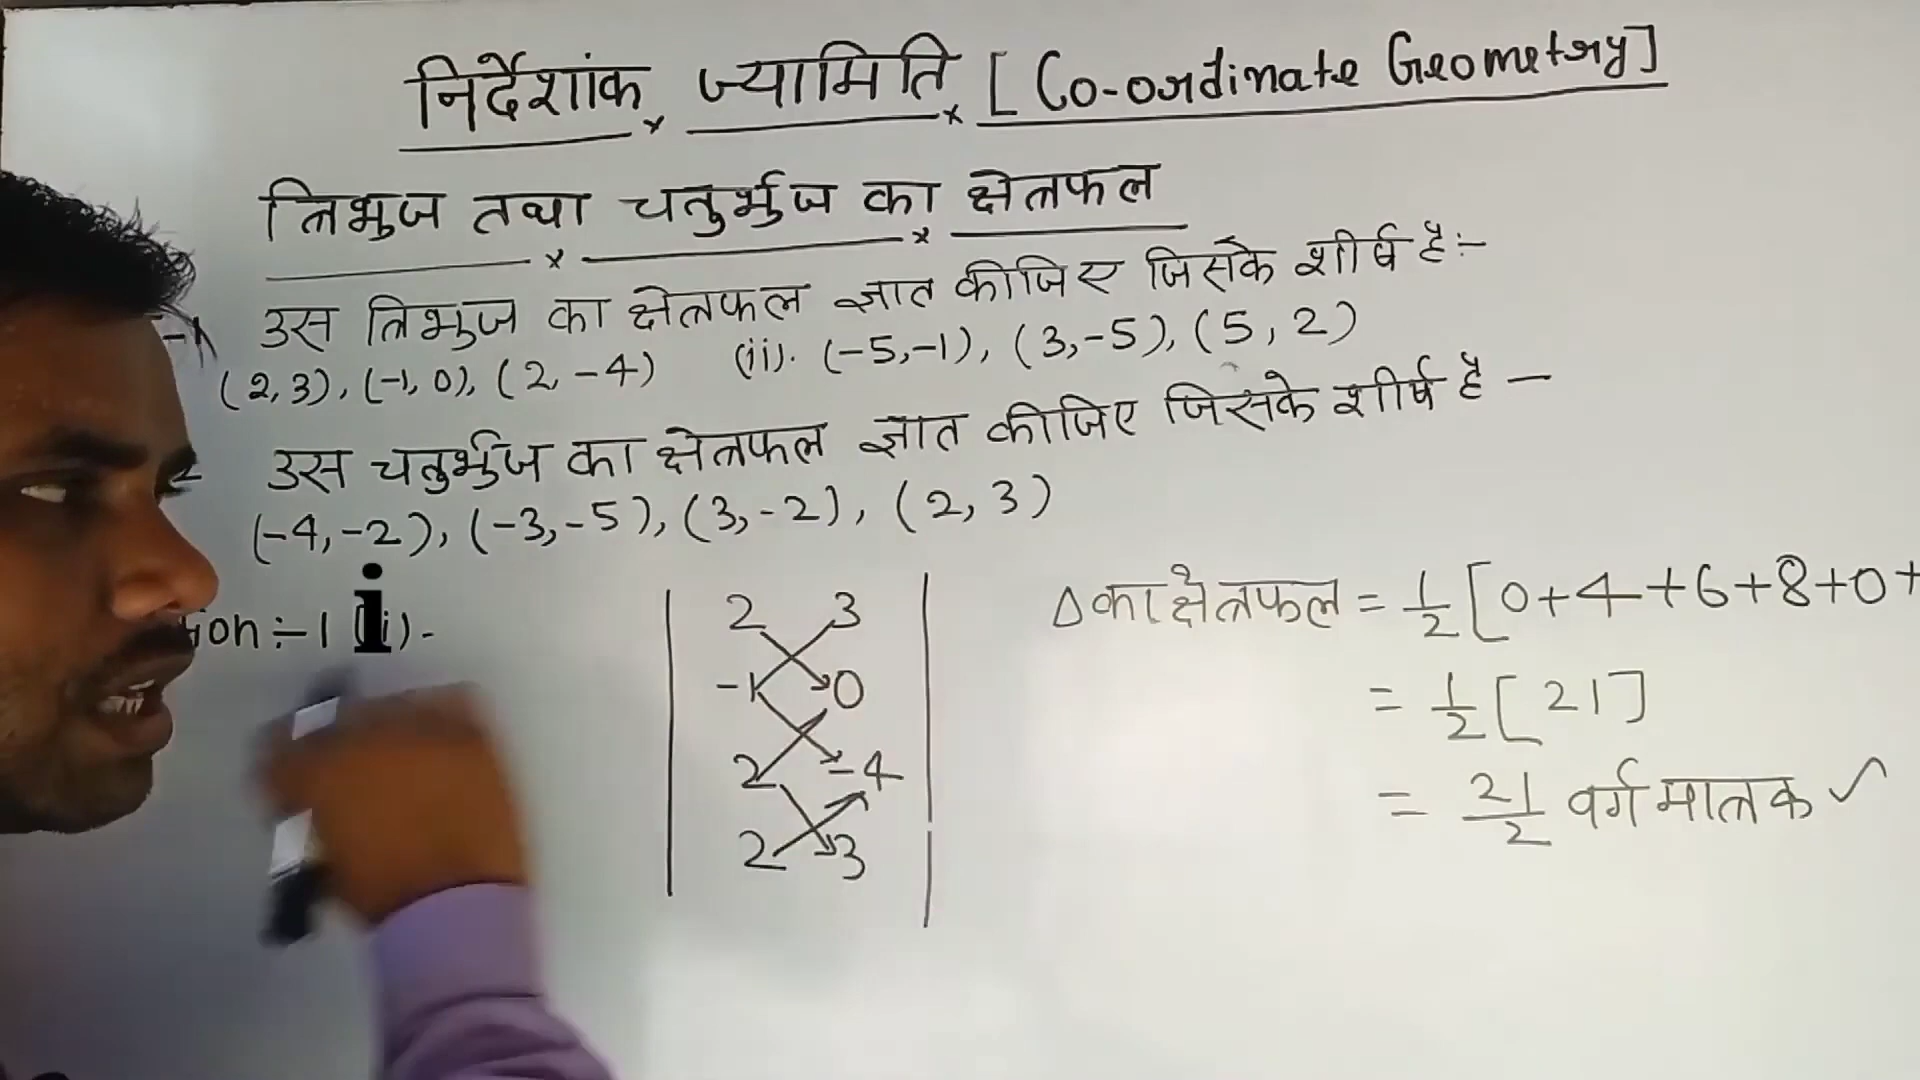 निर्देशांक ज्यामिति [Co-ordinate Geometry]
त्रिभुज तथा चतुर्भुज का क्षेत्रफल
उस त्रिभुज का क्षेत्रफल ज्ञात कीजिए जिसके शीर्ष है:-
(2,3), (-1,0), (2,-4) (ii). (-5,-1), (3,-5), (5,2)
उस चतुर्भुज का क्षेत्रफल ज्ञात कीजिए जिसके शीर्ष है –
(-4,-2), (-3,-5), (3,-2), (2,3)
ion :- 1 (i) -
2 3
-1 0
2 -4
2 3
Δ का क्षेत्रफल = 1/2 [0+4+6+8+0+
= 1/2 [21]
= 21/2 वर्ग मात्रक ✓